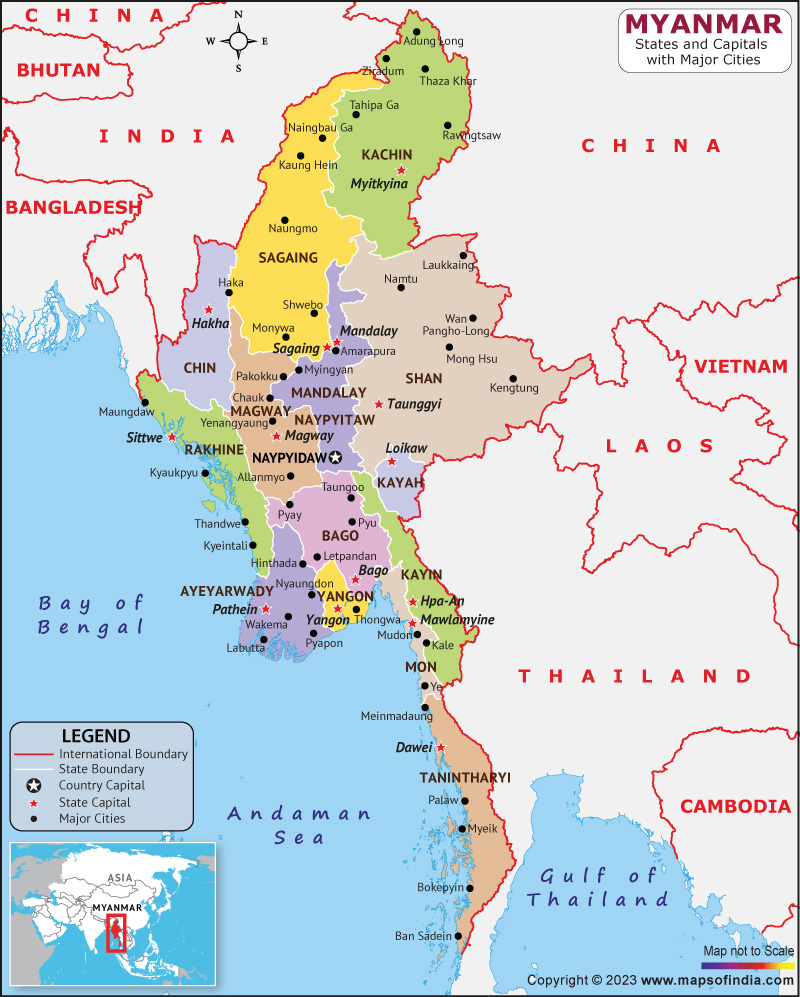 CHINA
N
W E
S
MYANMAR
States and Capitals
with Major Cities
BHUTAN
INDIA
CHINA
BANGLADESH
Adung Long
Ziradum
Thaza Khar
Tahipa Ga
Naingbau Ga
Rawngtsaw
KACHIN
Kaung Hein
Myitkyina
Naungmo
SAGAING
Laukkaing
Haka
Namtu
Shwebo
Hakha
Wan
Pangho-Long
Monywa
Mandalay
Sagaing
Amarapura
Mong Hsu
CHIN
Myingyan
Pakokku
SHAN
Kengtung
VIETNAM
MANDALAY
Chauk
Taunggyi
MAGWAY
Maungdaw
Yenangyaung
NAYPYITAW
Sittwe
Magway
LAOS
RAKHINE
Loikaw
NAYPYIDAW
Kyaukpyu
Allanmyo
KAYAH
Taungoo
Pyay
Thandwe
Pyu
BAGO
Kyeintali
Letpandan
Hinthada
Bago
KAYIN
Nyaungdon
AYEYARWADY
YANGON
Hpa-An
Pathein
Yangon
Thongwa
Mawlamyine
Wakema
Mudon
Labutta
Pyapon
Kale
Bay of
Bengal
MON
THAILAND
Ye
Meinmadaung
Dawei
TANINTHARYI
Palaw
CAMBODIA
Myeik
Andaman
Sea
Bokepyin
Gulf of
Thailand
Ban Sadein
LEGEND
International Boundary
State Boundary
Country Capital
State Capital
Major Cities
ASIA
MYANMAR
Map not to Scale
Copyright © 2023 www.mapsofindia.com